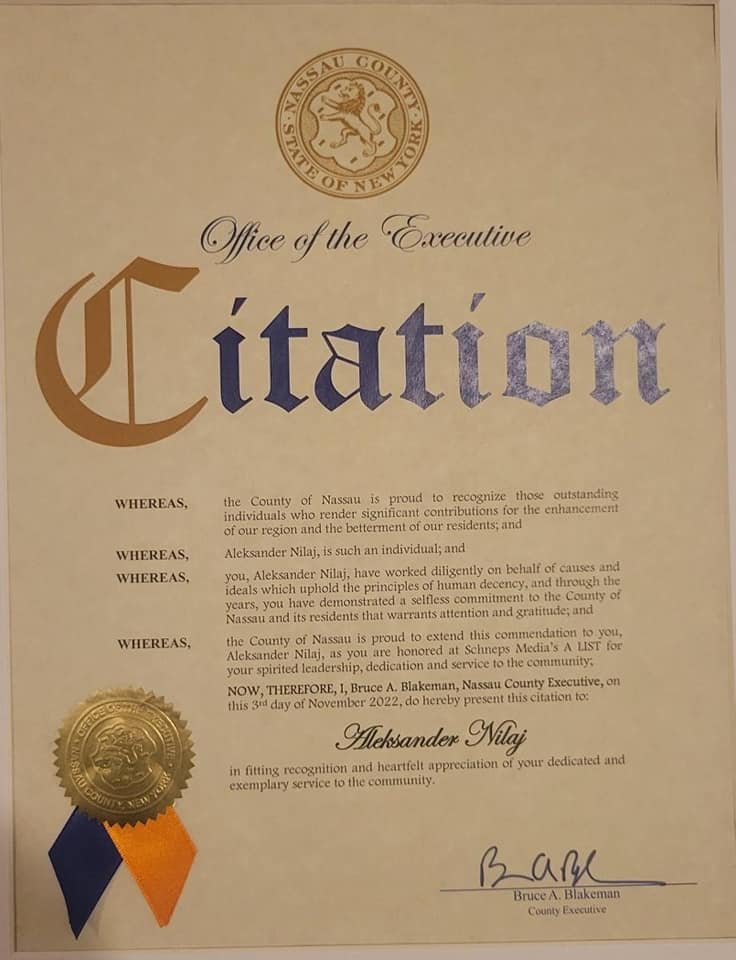 NASSAU COUNTY
STATE OF NEW YORK
Office of the Executive
Citation
WHEREAS, the County of Nassau is proud to recognize those outstanding
individuals who render significant contributions for the enhancement
of our region and the betterment of our residents; and
WHEREAS, Aleksander Nilaj, is such an individual; and
WHEREAS, you, Aleksander Nilaj, have worked diligently on behalf of causes and
ideals which uphold the principles of human decency, and through the
years, you have demonstrated a selfless commitment to the County of
Nassau and its residents that warrants attention and gratitude; and
WHEREAS, the County of Nassau is proud to extend this commendation to you,
Aleksander Nilaj, as you are honored at Schneps Media's A LIST for
your spirited leadership, dedication and service to the community;
NOW, THEREFORE, I, Bruce A. Blakeman, Nassau County Executive, on
this 3rd day of November 2022, do hereby present this citation to:
Aleksander Nilaj
in fitting recognition and heartfelt appreciation of your dedicated and
exemplary service to the community.
OFFICE OF THE EXECUTIVE
NASSAU COUNTY, NEW YORK
Bruce A. Blakeman
County Executive